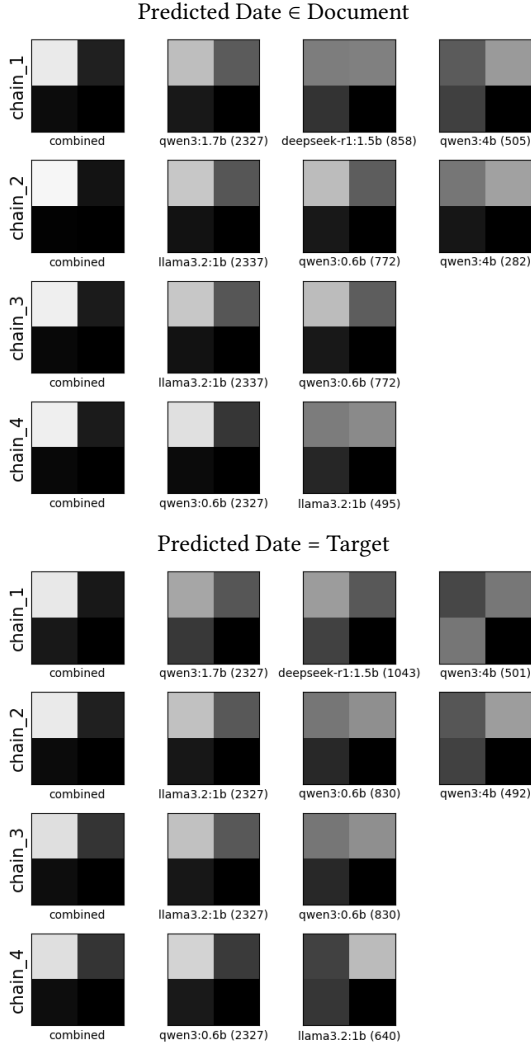 Predicted Date ∈ Document
chain_1
combined
qwen3:1.7b (2327)
deepseek-r1:1.5b (858)
qwen3:4b (505)
chain_2
combined
llama3.2:1b (2337)
qwen3:0.6b (772)
qwen3:4b (282)
chain_3
combined
llama3.2:1b (2337)
qwen3:0.6b (772)
chain_4
combined
qwen3:0.6b (2327)
llama3.2:1b (495)
Predicted Date = Target
chain_1
combined
qwen3:1.7b (2327)
deepseek-r1:1.5b (1043)
qwen3:4b (501)
chain_2
combined
llama3.2:1b (2327)
qwen3:0.6b (830)
qwen3:4b (492)
chain_3
combined
llama3.2:1b (2327)
qwen3:0.6b (830)
chain_4
combined
qwen3:0.6b (2327)
llama3.2:1b (640)